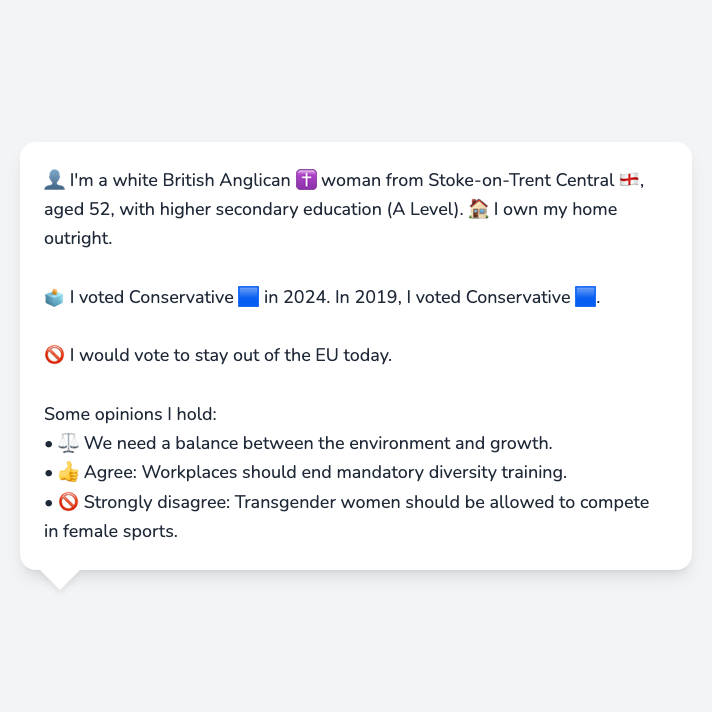 👤 I'm a white British Anglican ✝️ woman from Stoke-on-Trent Central 🏴󠁧󠁢󠁥󠁮󠁧󠁿,
aged 52, with higher secondary education (A Level). 🏠 I own my home
outright.
🗳️ I voted Conservative 🟦 in 2024. In 2019, I voted Conservative 🟦.
🚫 I would vote to stay out of the EU today.
Some opinions I hold:
• ⚖️ We need a balance between the environment and growth.
• 👍 Agree: Workplaces should end mandatory diversity training.
• 🚫 Strongly disagree: Transgender women should be allowed to compete
in female sports.